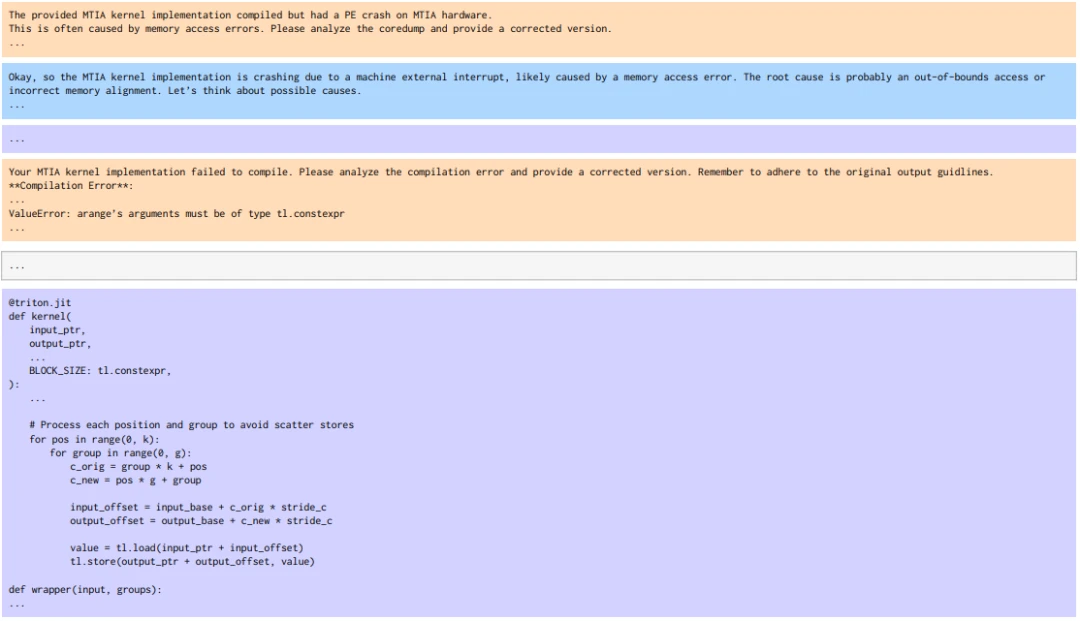 The provided MTIA kernel implementation compiled but had a PE crash on MTIA hardware.
This is often caused by memory access errors. Please analyze the coredump and provide a corrected version.
...
Okay, so the MTIA kernel implementation is crashing due to a machine external interrupt, likely caused by a memory access error. The root cause is probably an out-of-bounds access or
incorrect memory alignment. Let's think about possible causes.
...
...
Your MTIA kernel implementation failed to compile. Please analyze the compilation error and provide a corrected version. Remember to adhere to the original output guidlines.
**Compilation Error**:
...
ValueError: arange's arguments must be of type tl.constexpr
...
...
@triton.jit
def kernel(
    input_ptr,
    output_ptr,
    ...
    BLOCK_SIZE: tl.constexpr,
):
    ...
    # Process each position and group to avoid scatter stores
    for pos in range(0, k):
        for group in range(0, g):
            c_orig = group * k + pos
            c_new = pos * g + group
            input_offset = input_base + c_orig * stride_c
            output_offset = output_base + c_new * stride_c
            value = tl.load(input_ptr + input_offset)
            tl.store(output_ptr + output_offset, value)
def wrapper(input, groups):
...